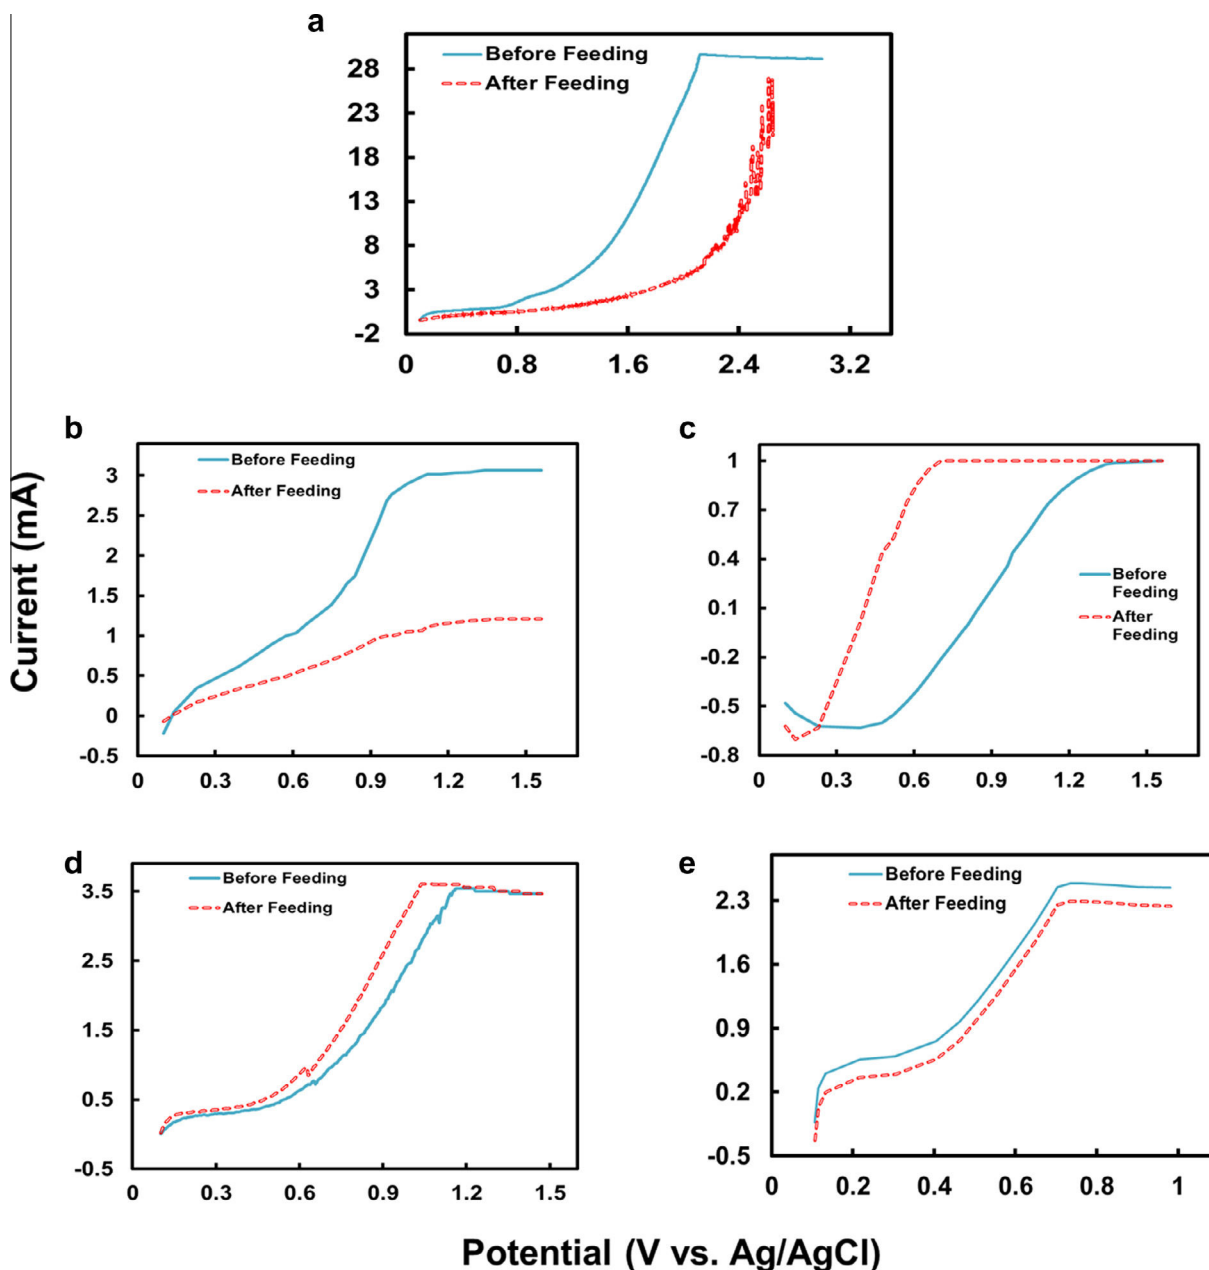 a
Before Feeding
After Feeding
28
23
18
13
8
3
-2
0 0.8 1.6 2.4 3.2
b
Before Feeding
After Feeding
3
2.5
2
1.5
1
0.5
0
-0.5
0 0.3 0.6 0.9 1.2 1.5
c
1
0.7
0.4
0.1
-0.2
-0.5
-0.8
Before
Feeding
After
Feeding
0 0.3 0.6 0.9 1.2 1.5
Current (mA)
d
Before Feeding
After Feeding
3.5
2.5
1.5
0.5
-0.5
0 0.3 0.6 0.9 1.2 1.5
e
Before Feeding
After Feeding
2.3
1.6
0.9
0.2
-0.5
0 0.2 0.4 0.6 0.8 1
Potential (V vs. Ag/AgCl)